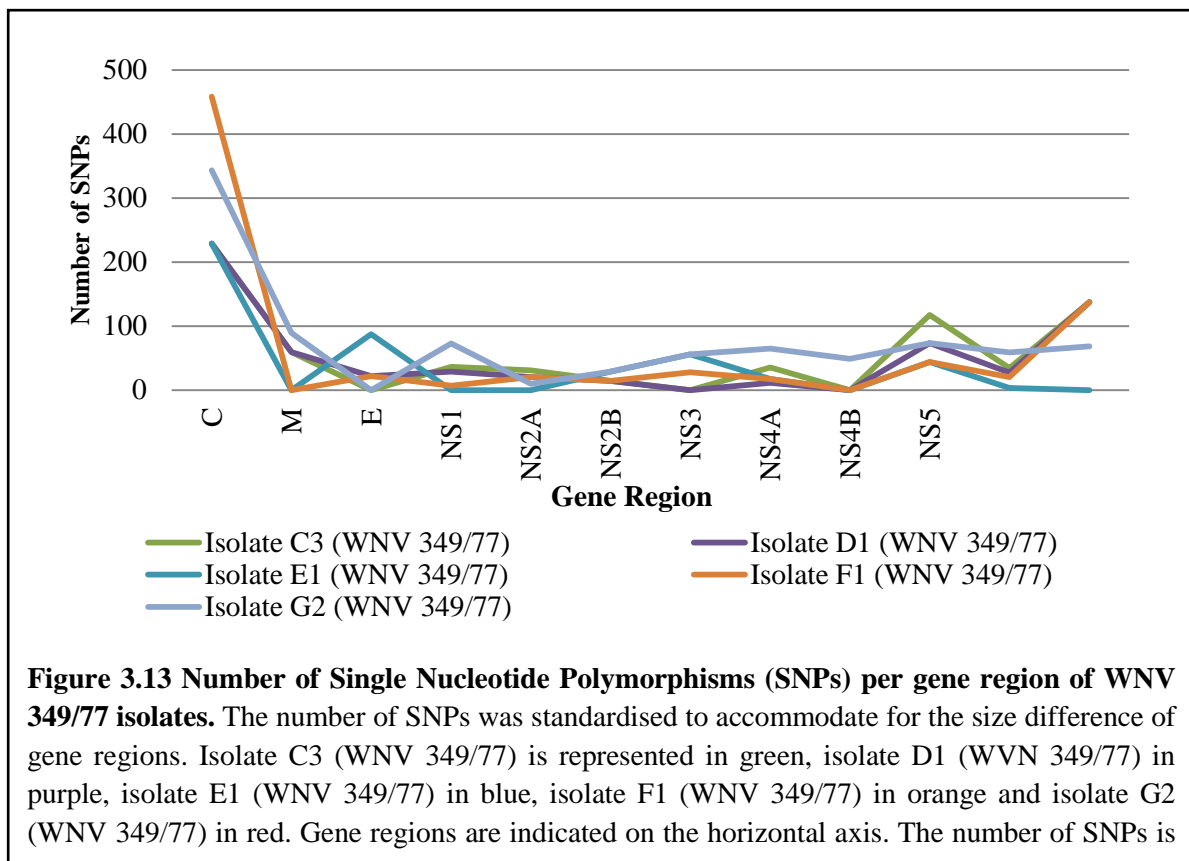 500
400
300
200
100
0
Number of SNPs
C
M
E
NS1
NS2A
NS2B
NS3
NS4A
NS4B
NS5
Gene Region
Isolate C3 (WNV 349/77)
Isolate D1 (WNV 349/77)
Isolate E1 (WNV 349/77)
Isolate F1 (WNV 349/77)
Isolate G2 (WNV 349/77)
Figure 3.13 Number of Single Nucleotide Polymorphisms (SNPs) per gene region of WNV
349/77 isolates. The number of SNPs was standardised to accommodate for the size difference of
gene regions. Isolate C3 (WNV 349/77) is represented in green, isolate D1 (WVN 349/77) in
purple, isolate E1 (WNV 349/77) in blue, isolate F1 (WNV 349/77) in orange and isolate G2
(WNV 349/77) in red. Gene regions are indicated on the horizontal axis. The number of SNPs is